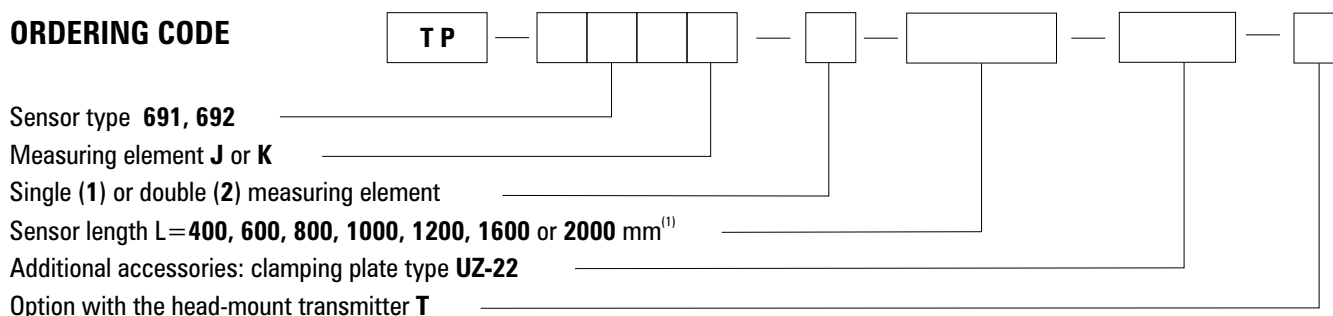 ORDERING CODE
T P
Sensor type 691, 692
Measuring element J or K
Single (1) or double (2) measuring element
Sensor length L=400, 600, 800, 1000, 1200, 1600 or 2000 mm(1)
Additional accessories: clamping plate type UZ-22
Option with the head-mount transmitter T